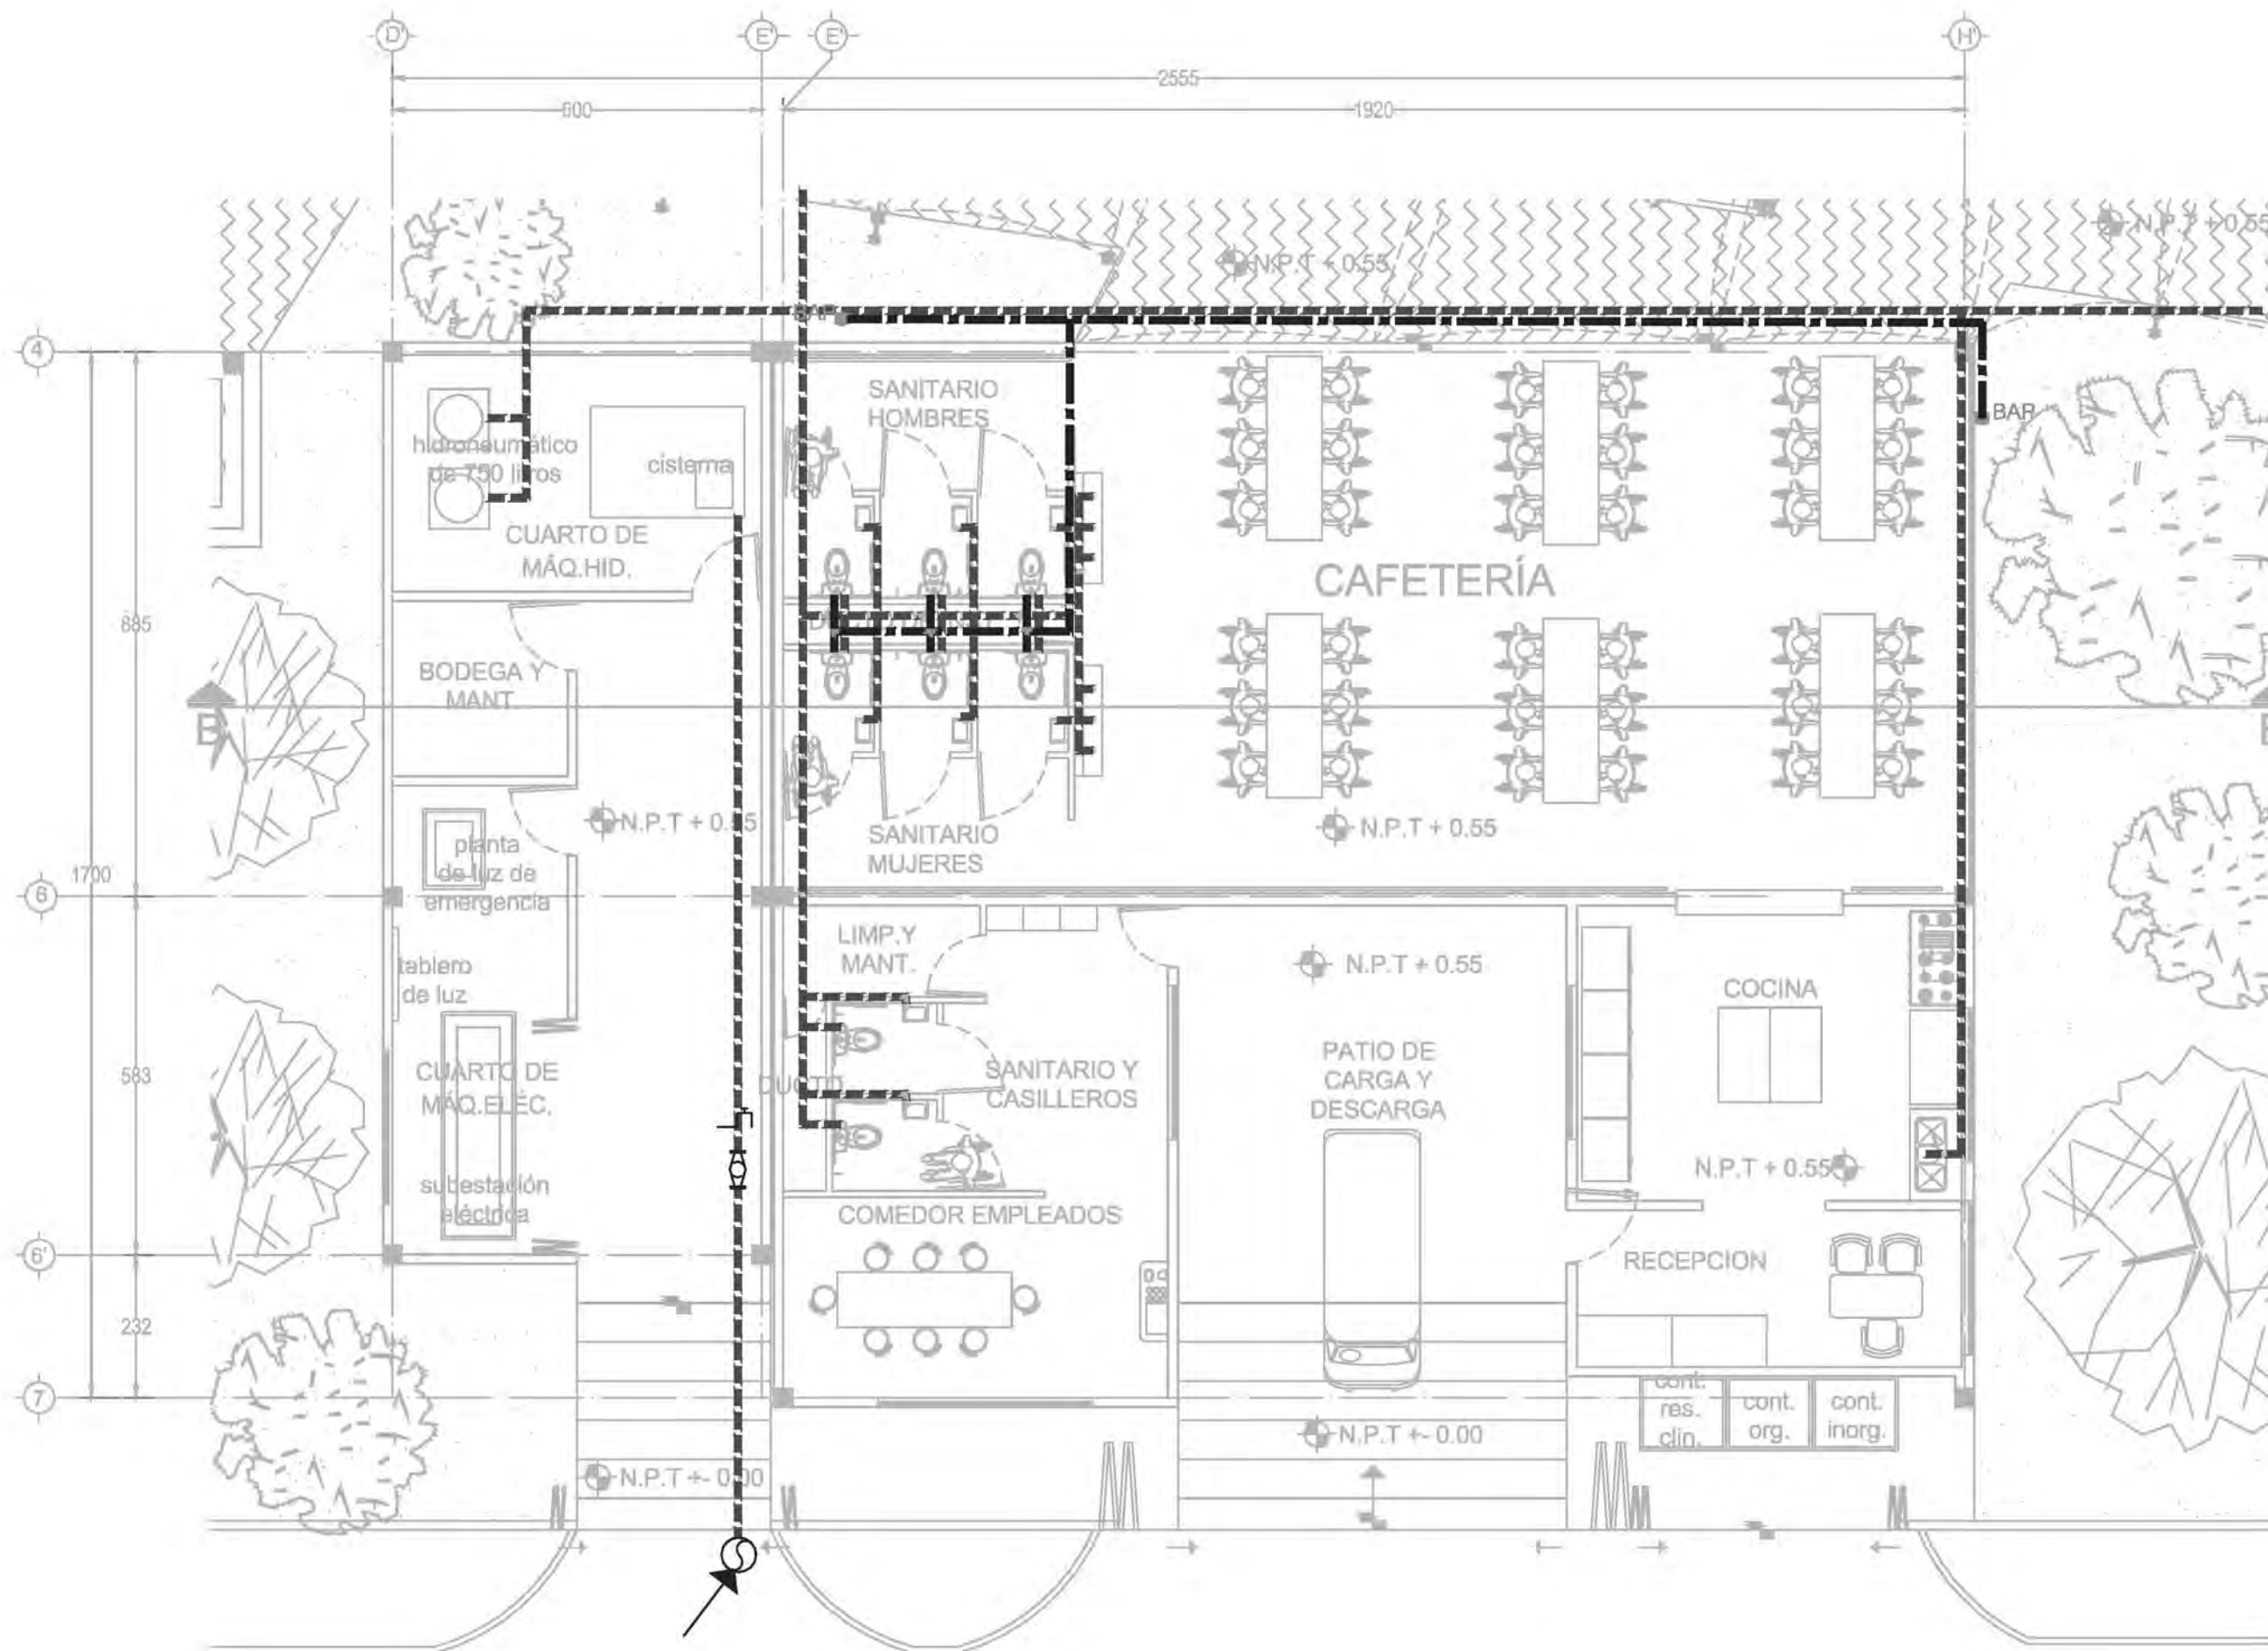 D'
E'
E'
H'
2555
600
1920
N.P.T + 0.55
N.P.T + 0.55
BAP
4
SANITARIO
HOMBRES
BAP
hidroneumático
de 750 litros
cisterna
CUARTO DE
MÁQ.HID.
CAFETERÍA
685
BODEGA Y
MANT.
B
N.P.T + 0.55
N.P.T + 0.55
SANITARIO
MUJERES
planta
de luz de
emergencia
1700
6
LIMP.Y
MANT.
N.P.T + 0.55
tablero
de luz
COCINA
583
CUARTO DE
MÁQ.ELÉC.
DUCTO
SANITARIO Y
CASILLEROS
PATIO DE
CARGA Y
DESCARGA
N.P.T + 0.55
subestación
eléctrica
COMEDOR EMPLEADOS
6'
RECEPCION
232
7
cont.
res.
clin.
cont.
org.
cont.
inorg.
N.P.T +- 0.00
N.P.T +- 0.00